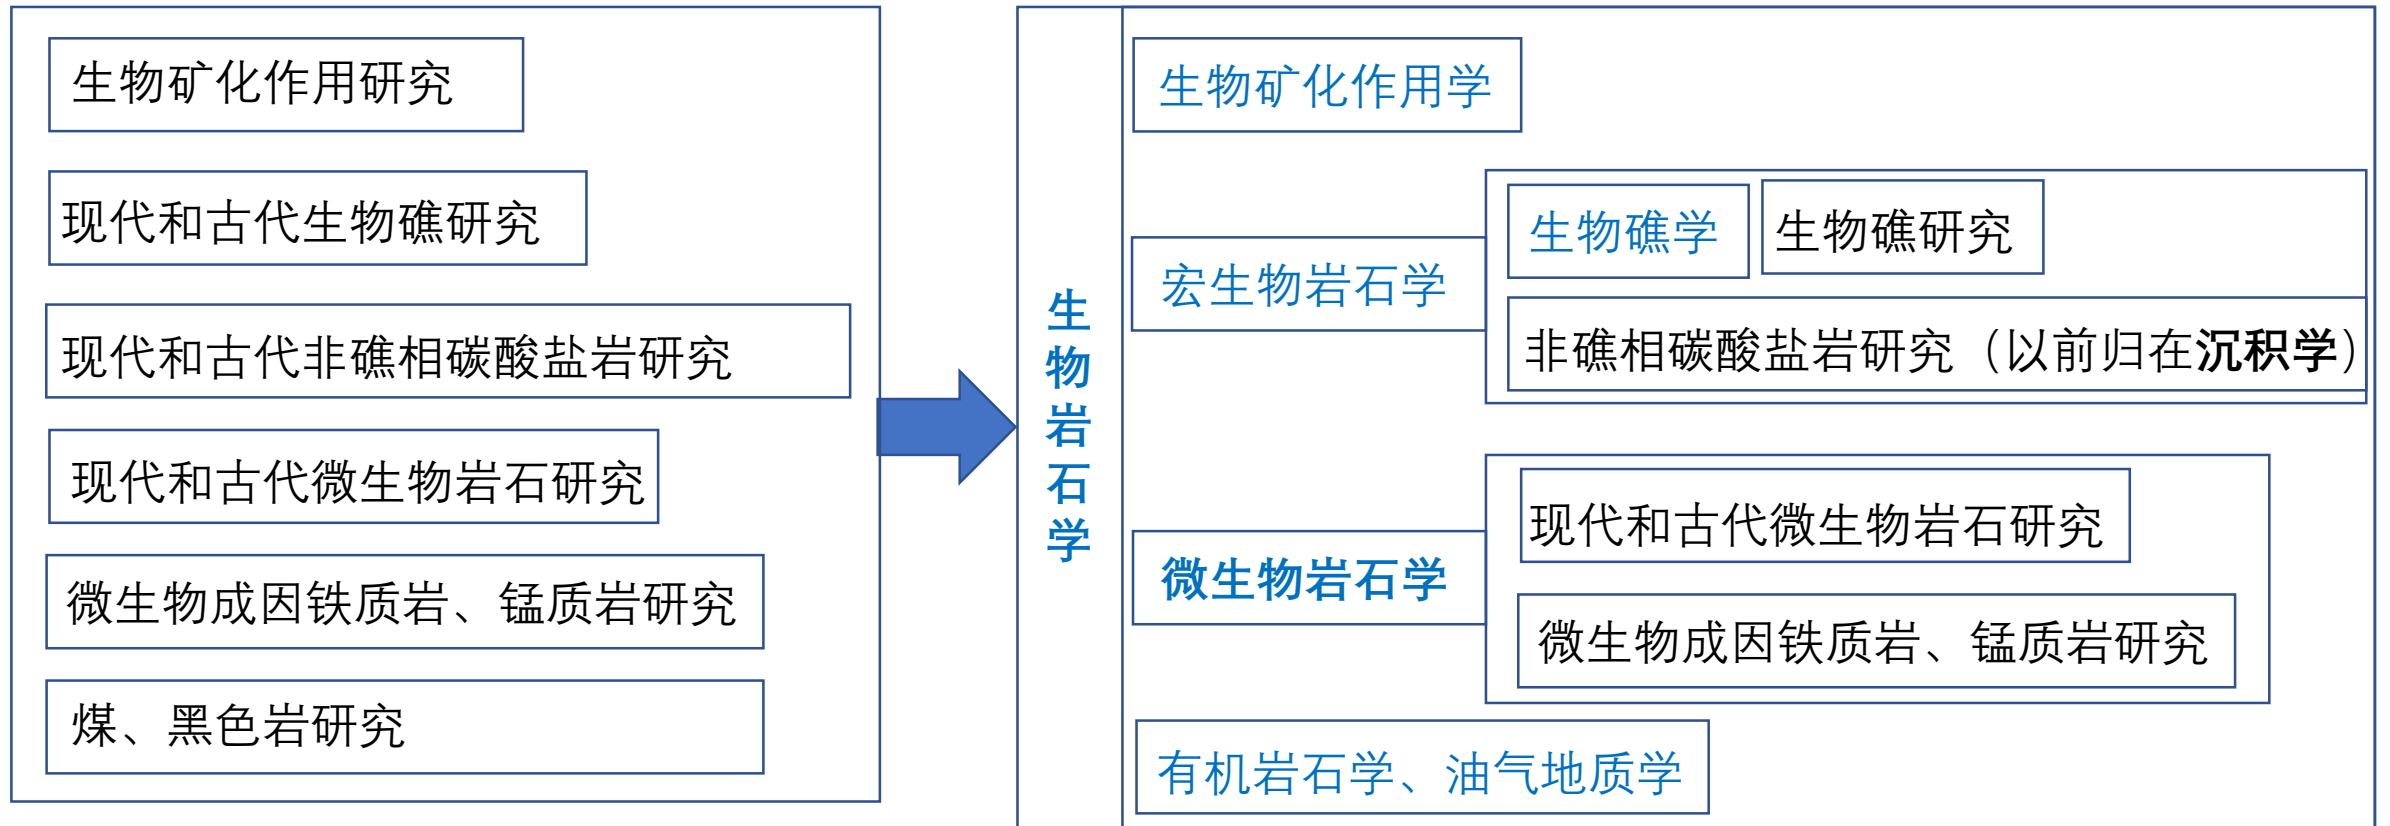 生物矿化作用研究
现代和古代生物礁研究
现代和古代非礁相碳酸盐岩研究
现代和古代微生物岩石研究
微生物成因铁质岩、锰质岩研究
煤、黑色岩研究
生物岩石学
生物矿化作用学
宏生物岩石学
生物礁学
生物礁研究
非礁相碳酸盐岩研究（以前归在沉积学）
微生物岩石学
现代和古代微生物岩石研究
微生物成因铁质岩、锰质岩研究
有机岩石学、油气地质学